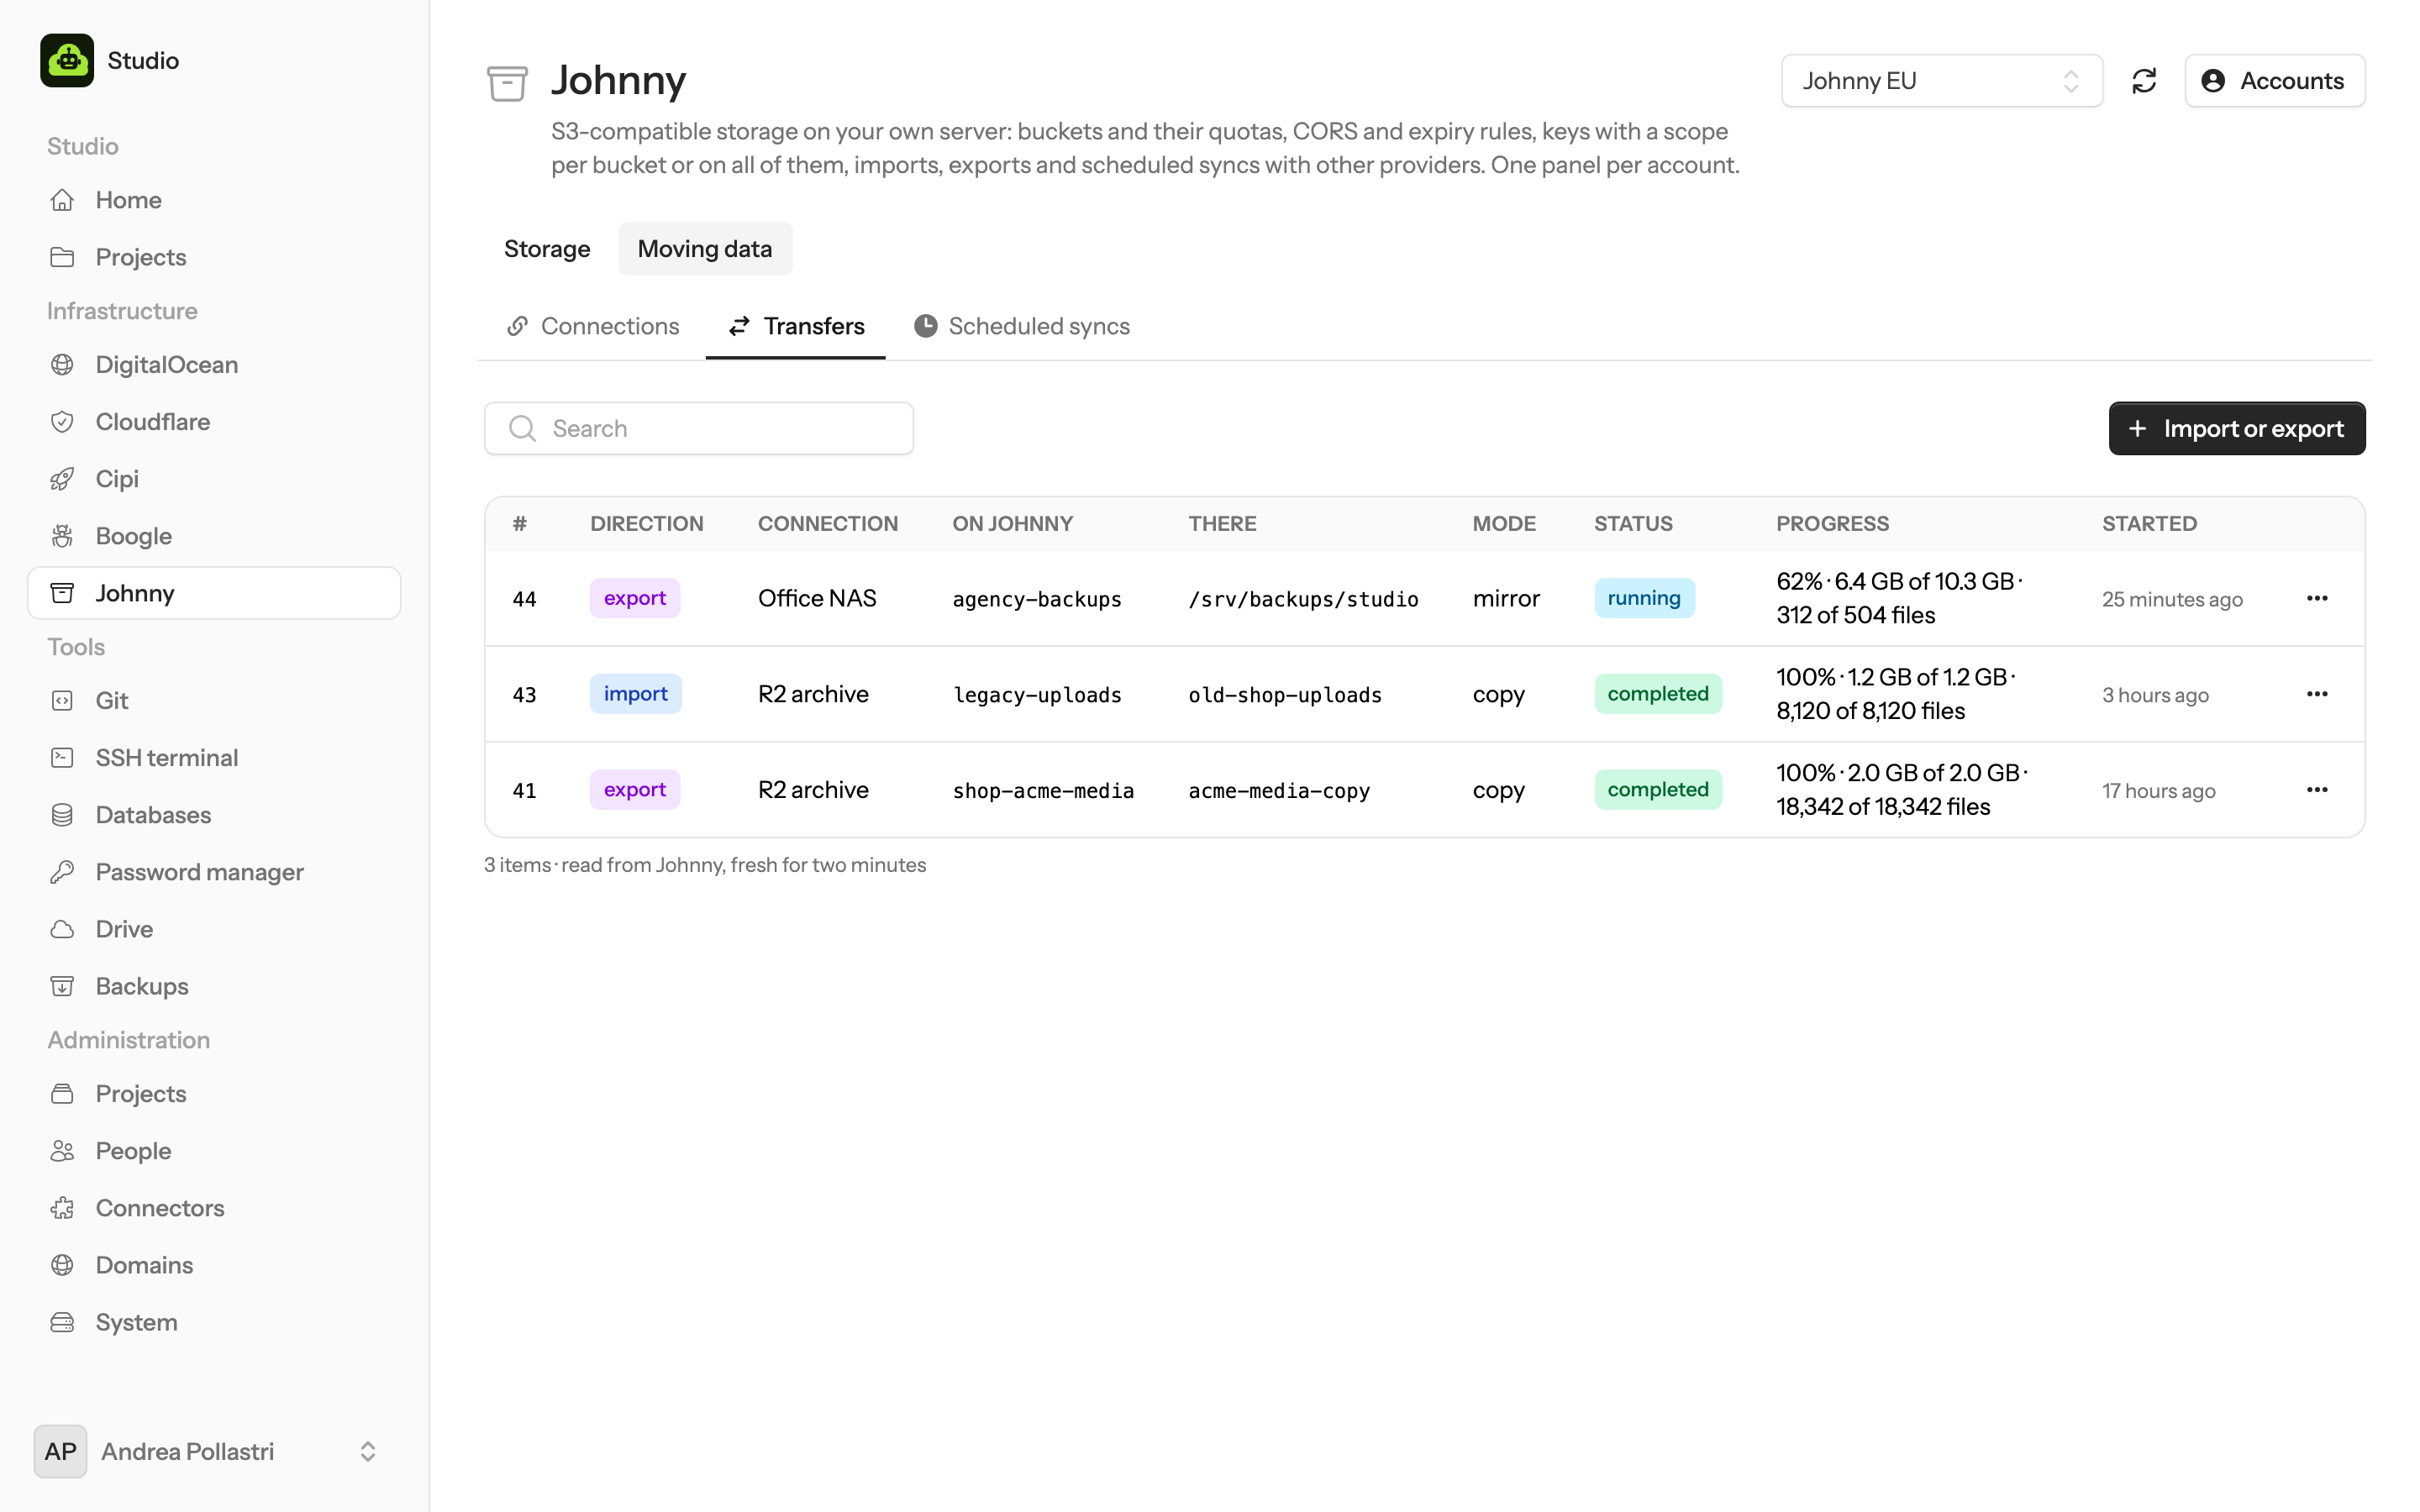 Studio
Studio
Home
Projects
Infrastructure
DigitalOcean
Cloudflare
Cipi
Boogle
Johnny
Tools
Git
SSH terminal
Databases
Password manager
Drive
Backups
Administration
Projects
People
Connectors
Domains
System
AP Andrea Pollastri
Johnny
S3-compatible storage on your own server: buckets and their quotas, CORS and expiry rules, keys with a scope
per bucket or on all of them, imports, exports and scheduled syncs with other providers. One panel per account.
Johnny EU
Accounts
Storage Moving data
Connections Transfers Scheduled syncs
Search
Import or export
# DIRECTION CONNECTION ON JOHNNY THERE MODE STATUS PROGRESS STARTED
44 export Office NAS agency-backups /srv/backups/studio mirror running 62% · 6.4 GB of 10.3 GB · 25 minutes ago
312 of 504 files
43 import R2 archive legacy-uploads old-shop-uploads copy completed 100% · 1.2 GB of 1.2 GB · 3 hours ago
8,120 of 8,120 files
41 export R2 archive shop-acme-media acme-media-copy copy completed 100% · 2.0 GB of 2.0 GB · 17 hours ago
18,342 of 18,342 files
3 items · read from Johnny, fresh for two minutes